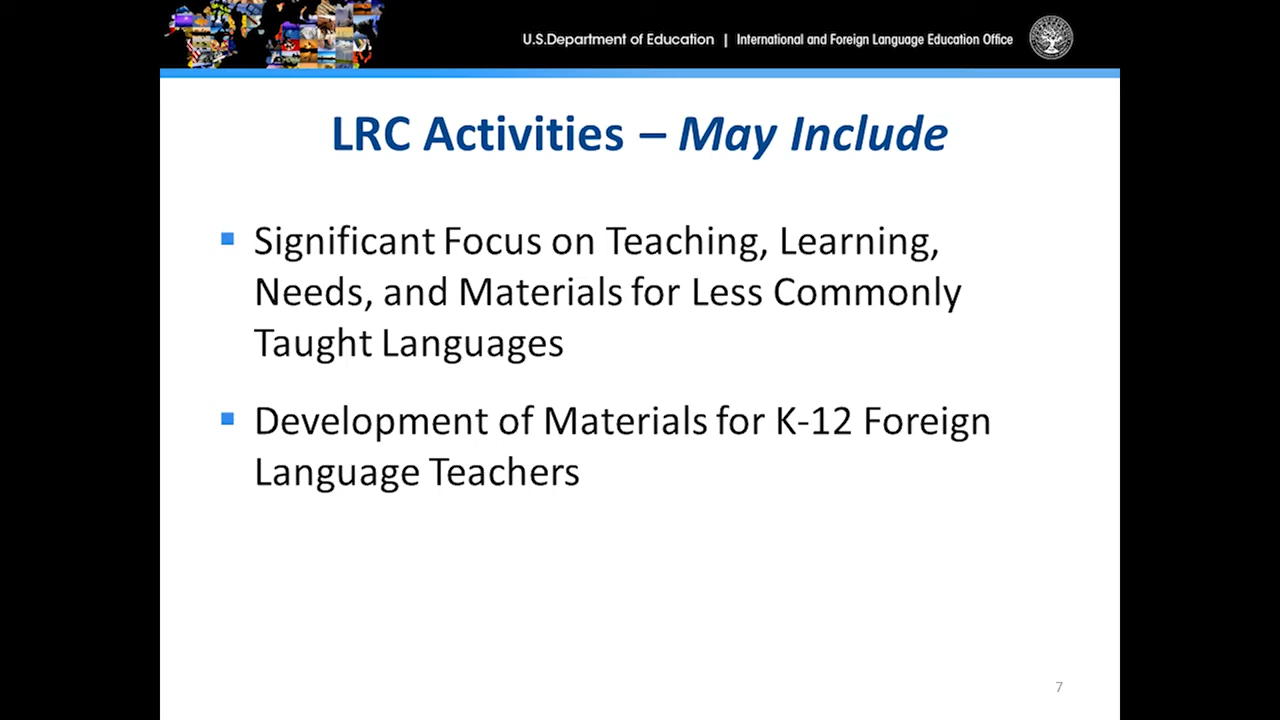 U.S.Department of Education | International and Foreign Language Education Office
LRC Activities – May Include
▪ Significant Focus on Teaching, Learning,
Needs, and Materials for Less Commonly
Taught Languages
▪ Development of Materials for K-12 Foreign
Language Teachers
7